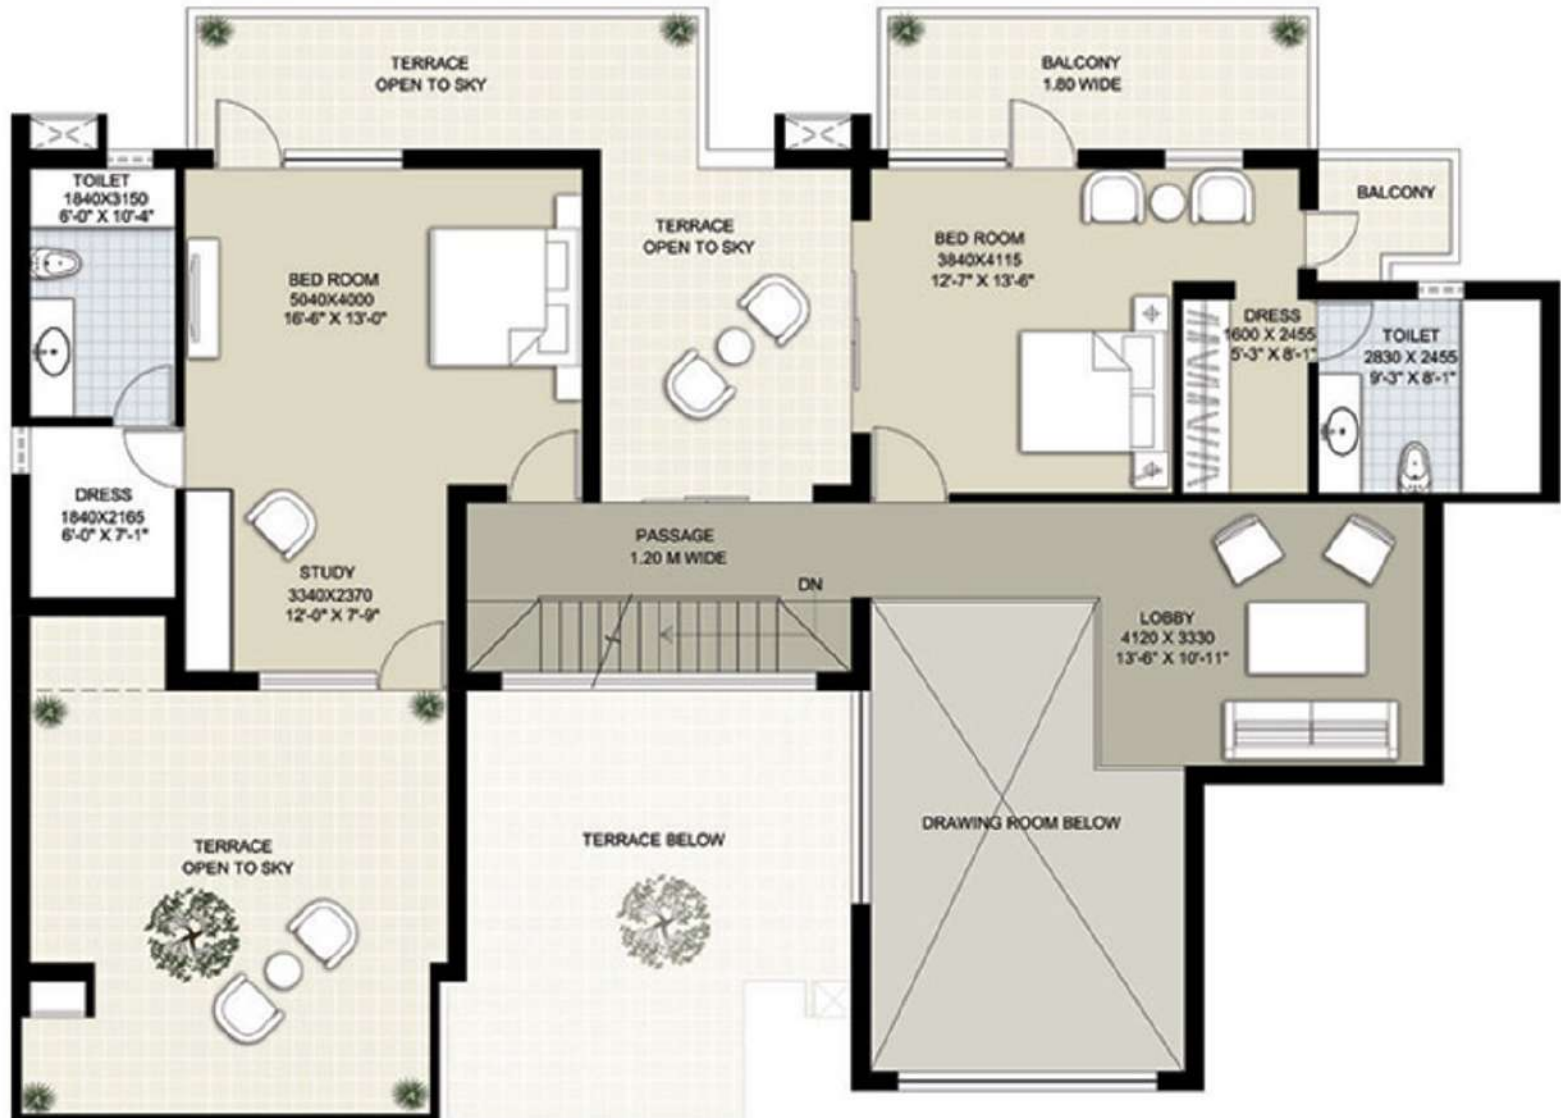 TERRACE
OPEN TO SKY
BALCONY
1.80 WIDE
TOILET
1840X3150
6'-0" X 10'-4"
BALCONY
TERRACE
OPEN TO SKY
BED ROOM
3840X4115
12'-7" X 13'-6"
BED ROOM
5040X4000
16'-6" X 13'-0"
DRESS
1600 X 2455
5'-3" X 8'-1"
TOILET
2830 X 2455
9'-3" X 8'-1"
DRESS
1840X2165
6'-0" X 7'-1"
PASSAGE
1.20 M WIDE
DN
STUDY
3340X2370
12'-0" X 7'-9"
LOBBY
4120 X 3330
13'-6" X 10'-11"
DRAWING ROOM BELOW
TERRACE BELOW
TERRACE
OPEN TO SKY